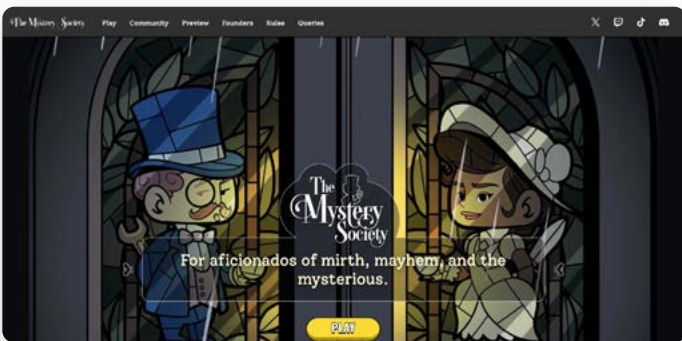 The Mystery Society Play Community Preview Founders Rules Queries
The
Mystery
Society
For aficionados of mirth, mayhem, and the
mysterious.
PLAY